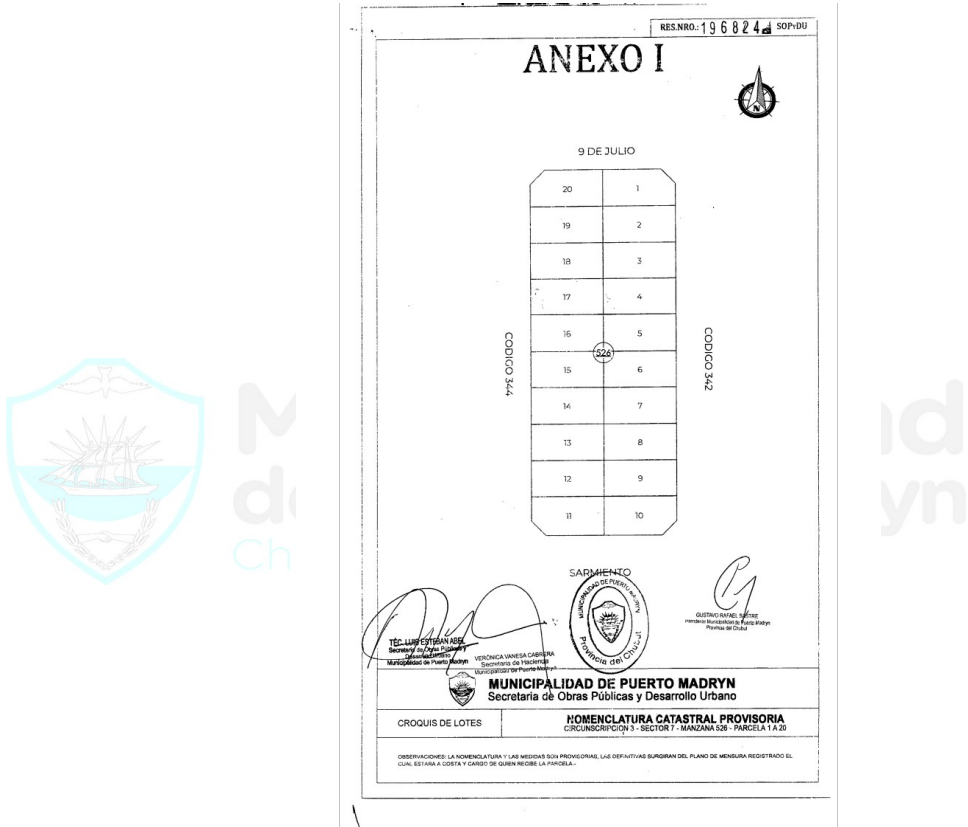 RES.NRO.: 196824 SOPyDU
ANEXO I
N
9 DE JULIO
20 1
19 2
18 3
17 4
16 5
526
15 6
14 7
13 8
12 9
11 10
CODIGO 344
CODIGO 342
SARMIENTO
MUNICIPALIDAD DE PUERTO MADRYN
Provincia del Chubut
TÉC. LUIS ESTEBAN ABEL
Secretario de Obras Públicas y
Desarrollo Urbano
Municipalidad de Puerto Madryn
VERÓNICA VANESA CABRERA
Secretaria de Hacienda
Municipalidad de Puerto Madryn
GUSTAVO RAFAEL SASTRE
Intendente Municipalidad de Puerto Madryn
Provincia del Chubut
MUNICIPALIDAD DE PUERTO MADRYN
Secretaria de Obras Públicas y Desarrollo Urbano
CROQUIS DE LOTES
NOMENCLATURA CATASTRAL PROVISORIA
CIRCUNSCRIPCION 3 - SECTOR 7 - MANZANA 526 - PARCELA 1 A 20
OBSERVACIONES: LA NOMENCLATURA Y LAS MEDIDAS SON PROVISORIAS, LAS DEFINITIVAS SURGIRAN DEL PLANO DE MENSURA REGISTRADO EL
CUAL ESTARA A COSTA Y CARGO DE QUIEN RECIBE LA PARCELA.-